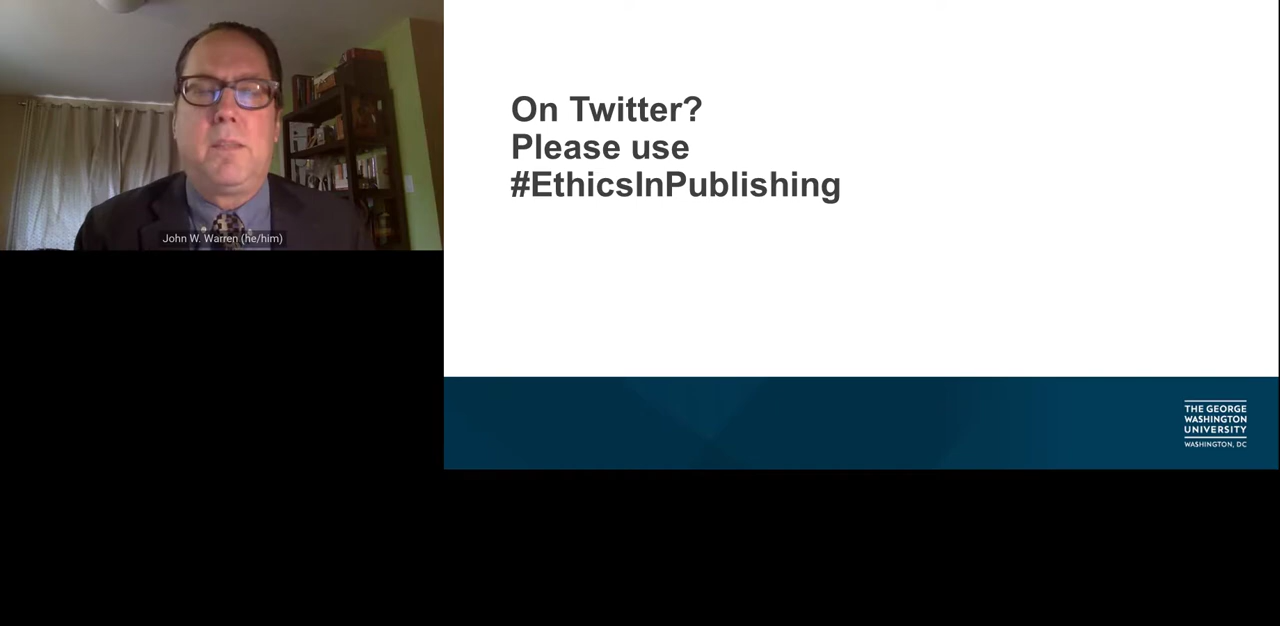 John W. Warren (he/him)
On Twitter?
Please use
#EthicsInPublishing
THE GEORGE
WASHINGTON
UNIVERSITY
WASHINGTON, DC